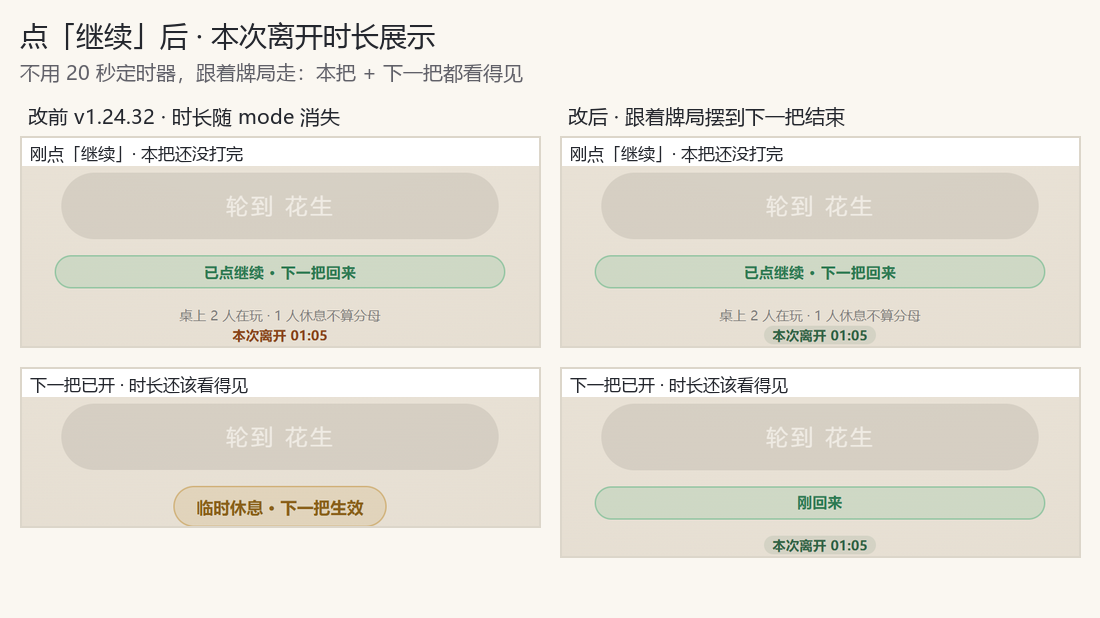 点「继续」后 · 本次离开时长展示
不用 20 秒定时器，跟着牌局走：本把 + 下一把都看得见
改前 v1.24.32 · 时长随 mode 消失
刚点「继续」· 本把还没打完
轮到 花生
已点继续 · 下一把回来
桌上 2 人在玩 · 1 人休息不算分母
本次离开 01:05
下一把已开 · 时长还该看得见
轮到 花生
临时休息 · 下一把生效
改后 · 跟着牌局摆到下一把结束
刚点「继续」· 本把还没打完
轮到 花生
已点继续 · 下一把回来
桌上 2 人在玩 · 1 人休息不算分母
本次离开 01:05
下一把已开 · 时长还该看得见
轮到 花生
刚回来
本次离开 01:05